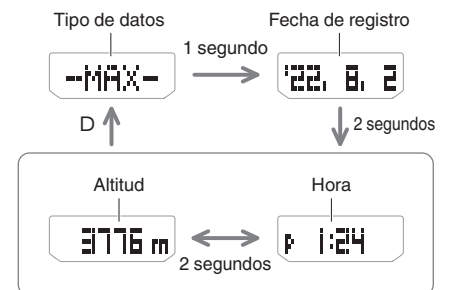 Tipo de datos
Fecha de registro
1 segundo
--MAX--
'22. 8. 2
D
2 segundos
Altitud
Hora
3776 m
P 1:24
2 segundos